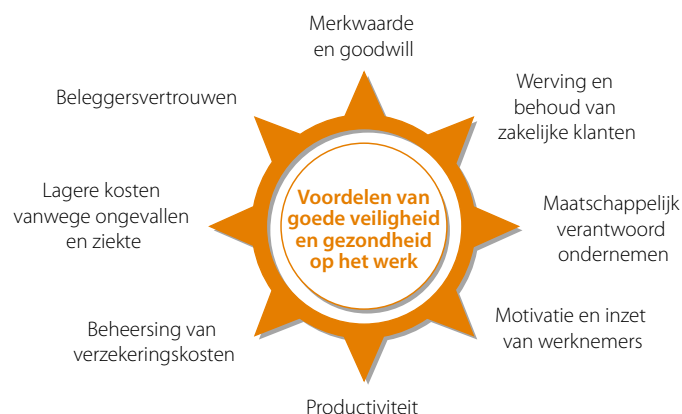 Merkwaarde
en goodwill
Werving en
behoud van
zakelijke klanten
Maatschappelijk
verantwoord
ondernemen
Motivatie en inzet
van werknemers
Productiviteit
Beheersing van
verzekeringskosten
Lagere kosten
vanwege ongevallen
en ziekte
Beleggersvertrouwen
Voordelen van
goede veiligheid
en gezondheid
op het werk